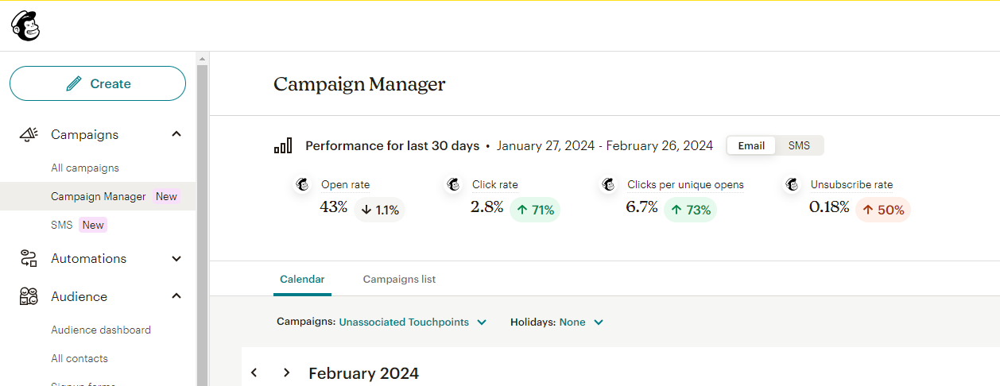 Create
Campaigns
All campaigns
Campaign Manager New
SMS New
Automations
Audience
Audience dashboard
All contacts
Signup forms
Campaign Manager
Performance for last 30 days • January 27, 2024 - February 26, 2024 Email SMS
Open rate
43% ↓ 1.1%
Click rate
2.8% ↑ 71%
Clicks per unique opens
6.7% ↑ 73%
Unsubscribe rate
0.18% ↑ 50%
Calendar Campaigns list
Campaigns: Unassociated Touchpoints Holidays: None
February 2024